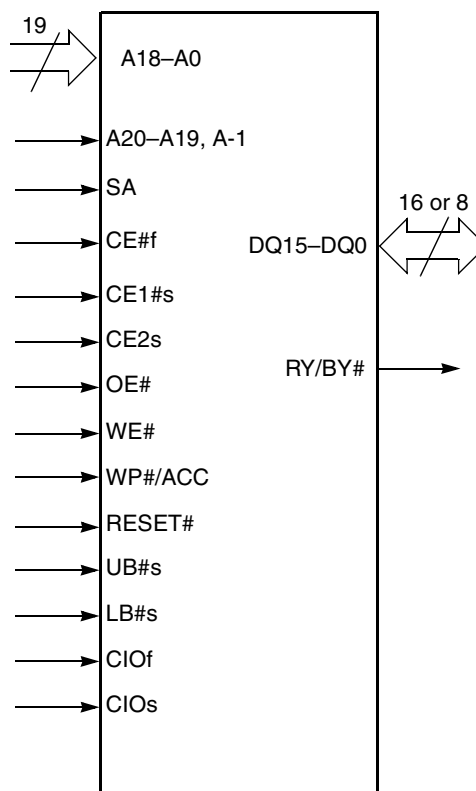 19
A18–A0
A20–A19, A-1
SA
16 or 8
CE#f
DQ15–DQ0
CE1#s
CE2s
RY/BY#
OE#
WE#
WP#/ACC
RESET#
UB#s
LB#s
CIOf
CIOs